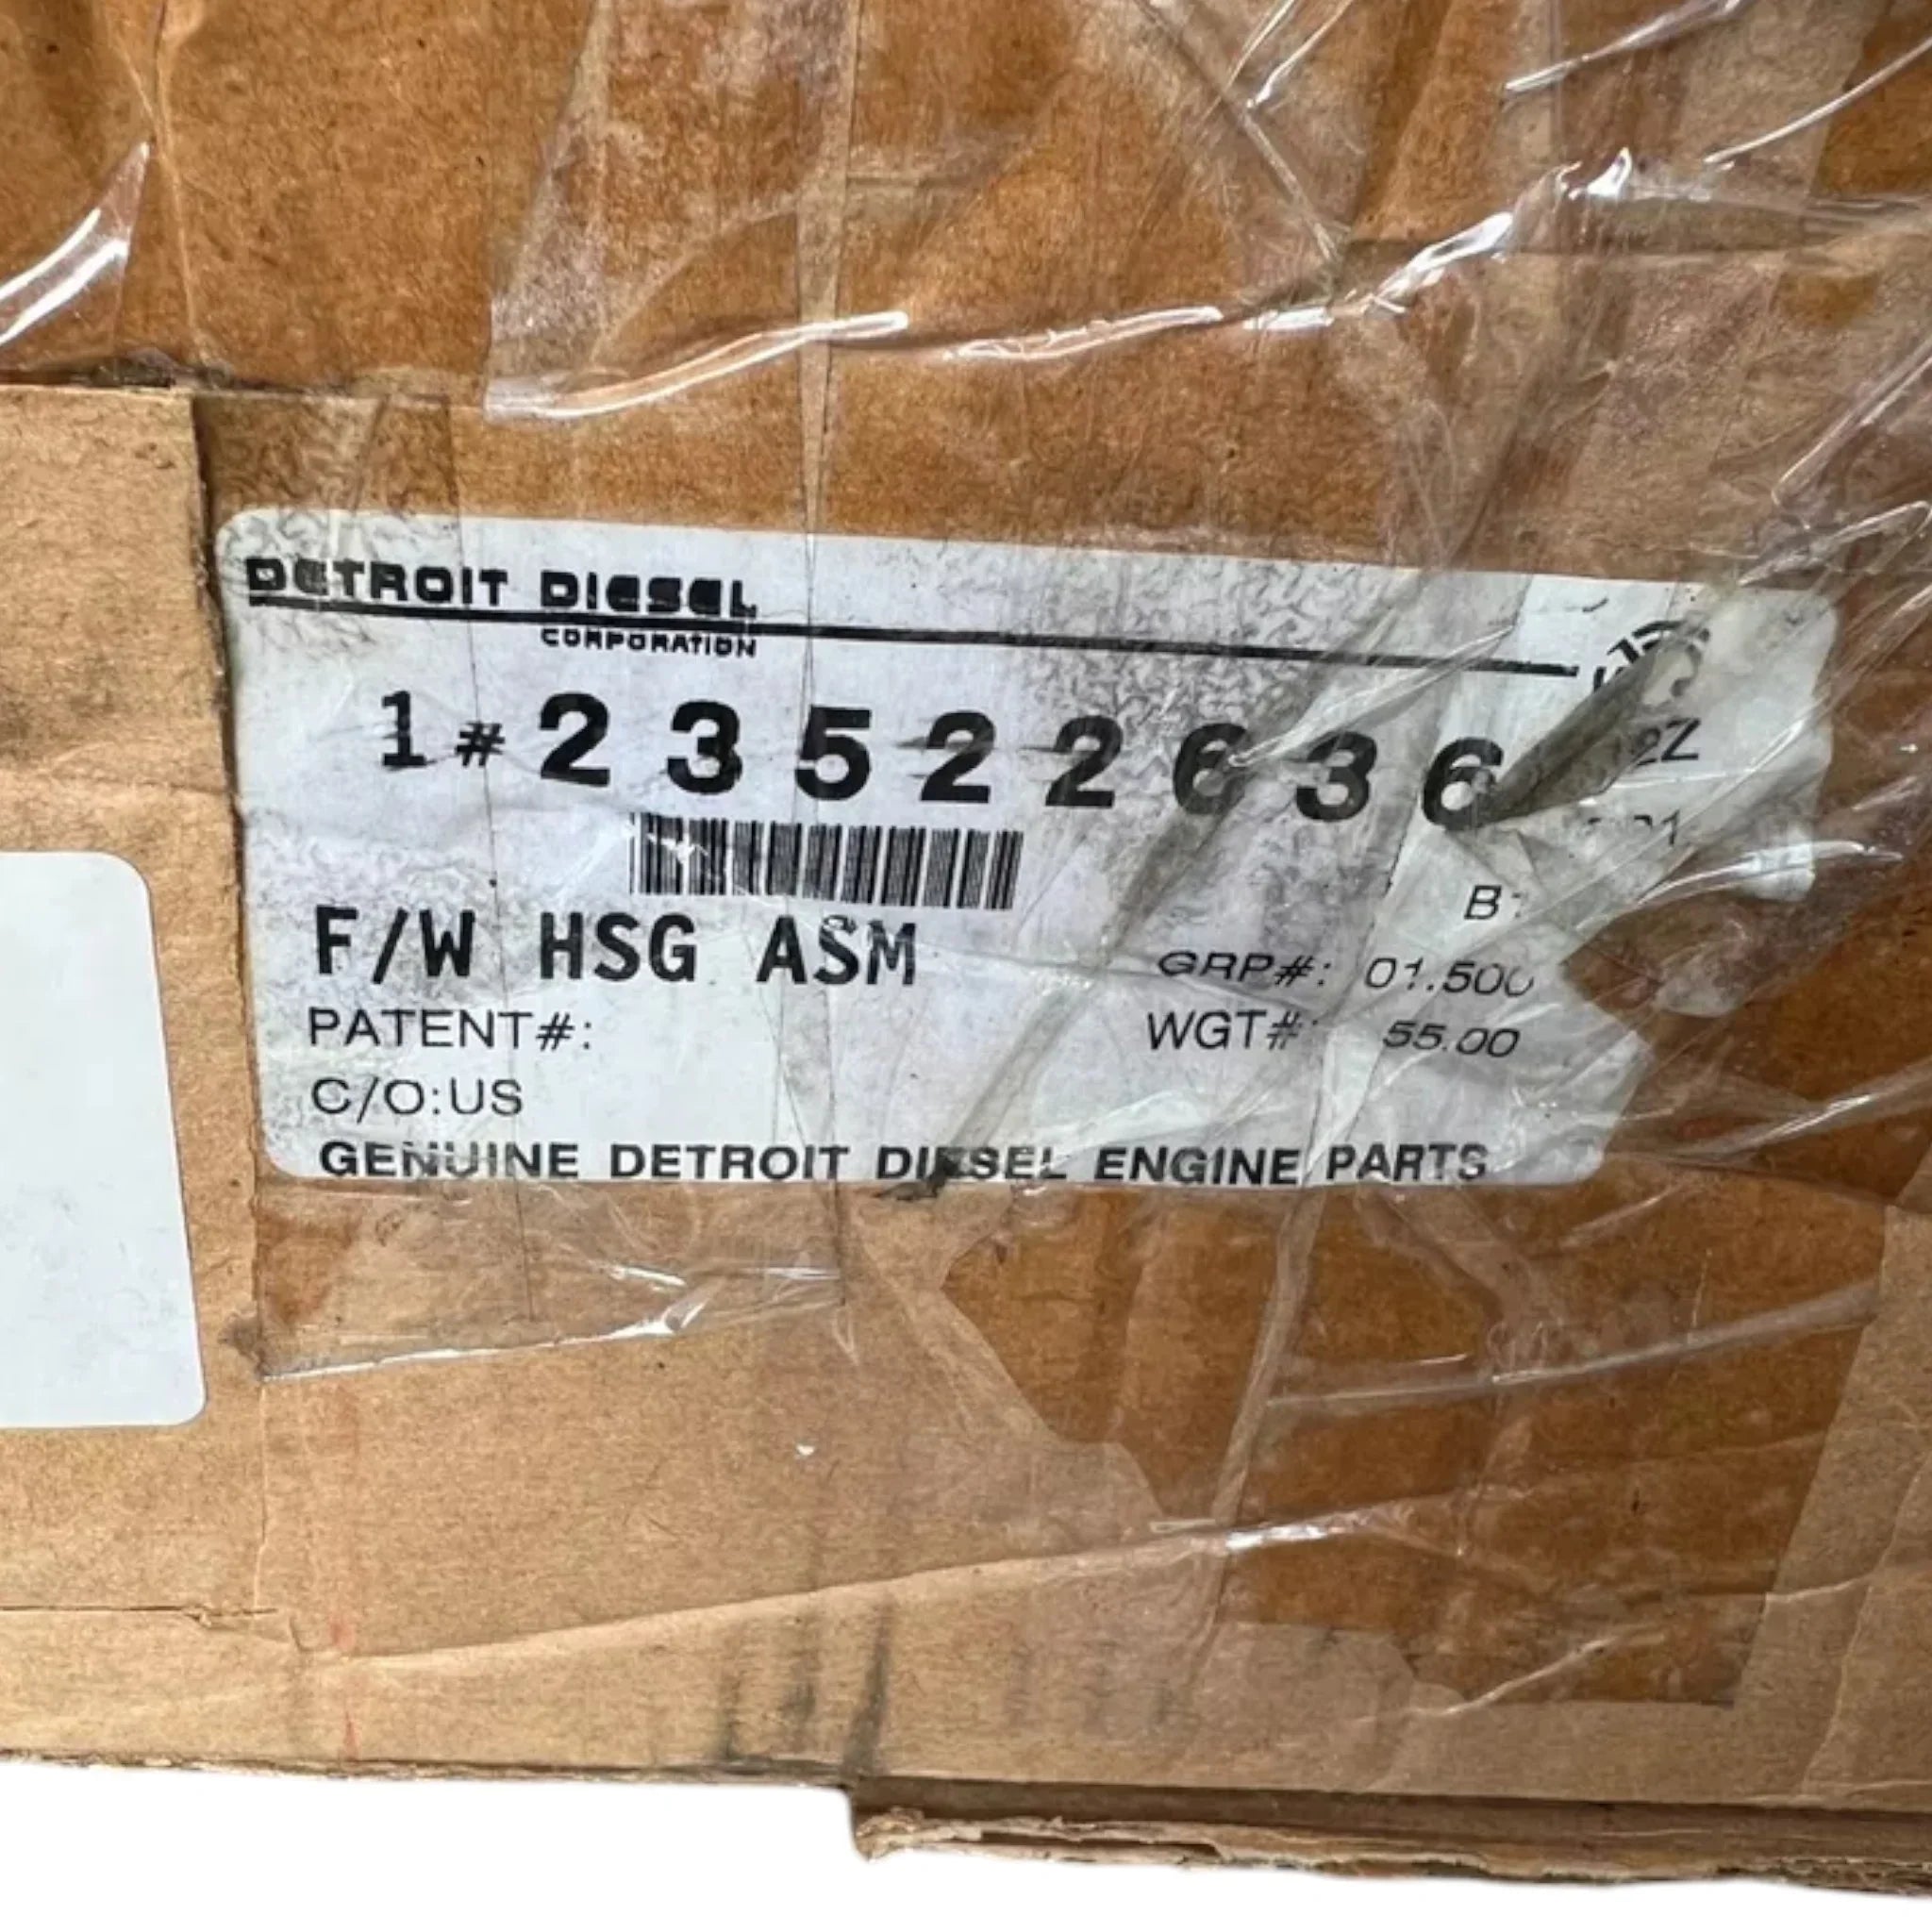 DETROIT DIESEL
CORPORATION
1#23522636
F/W HSG ASM
GRP#: 01.500
PATENT#:
WGT# 55.00
C/O:US
GENUINE DETROIT DIESEL ENGINE PARTS